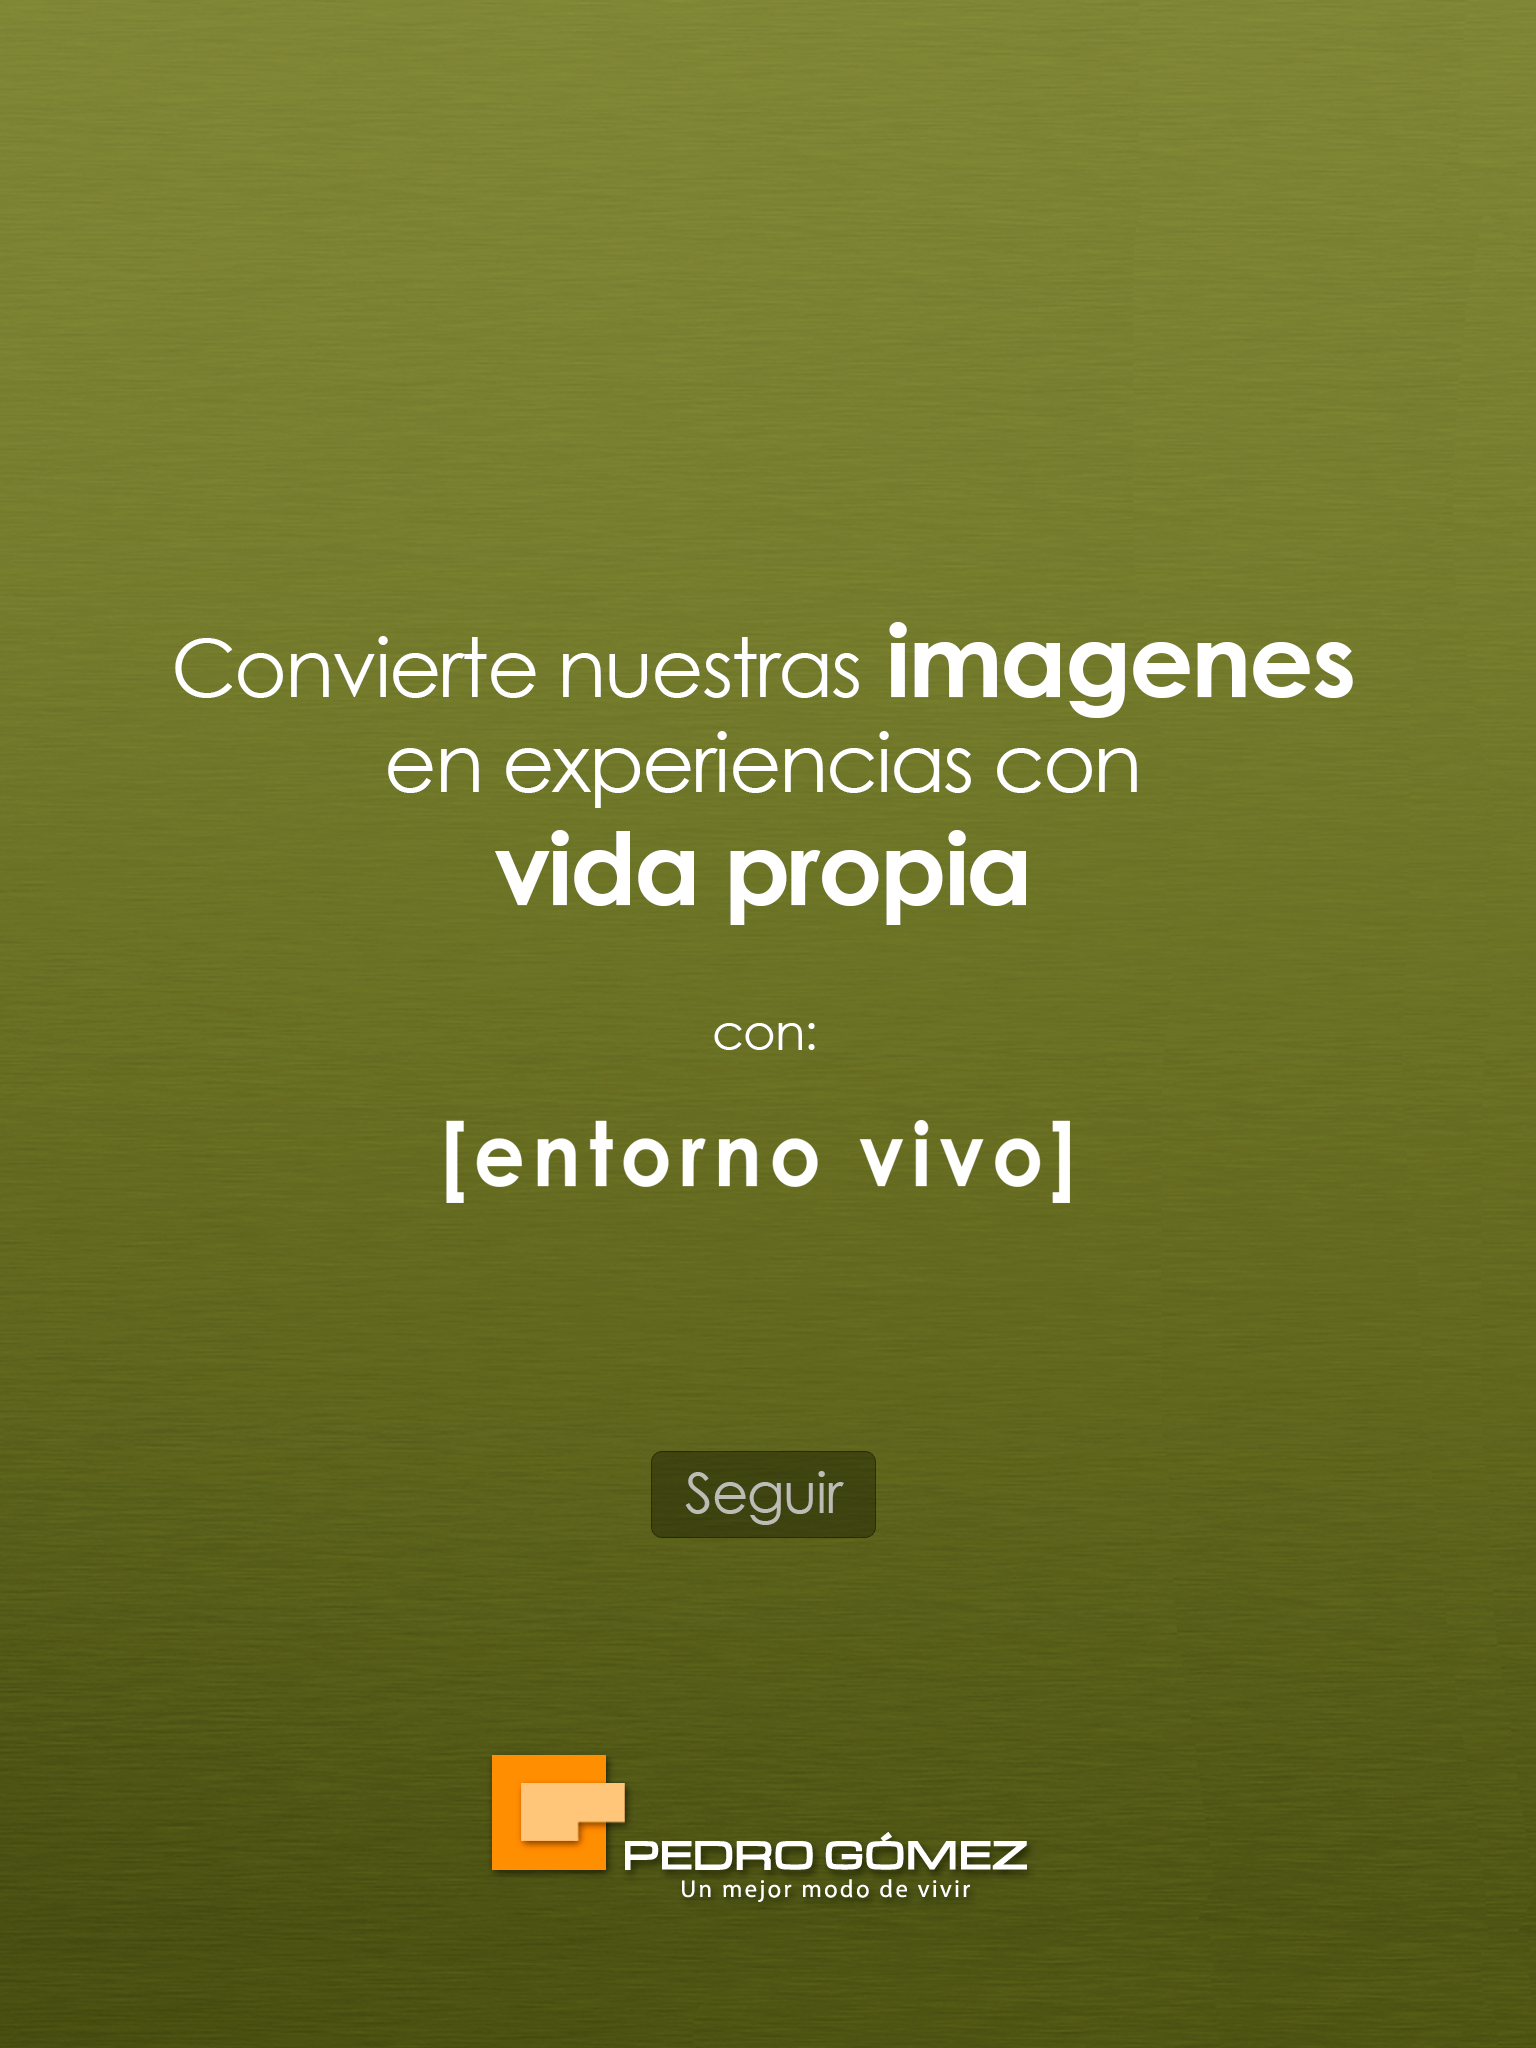 Convierte nuestras imagenes
en experiencias con
vida propia
con:
[entorno vivo]
Seguir
PEDRO GÓMEZ
Un mejor modo de vivir